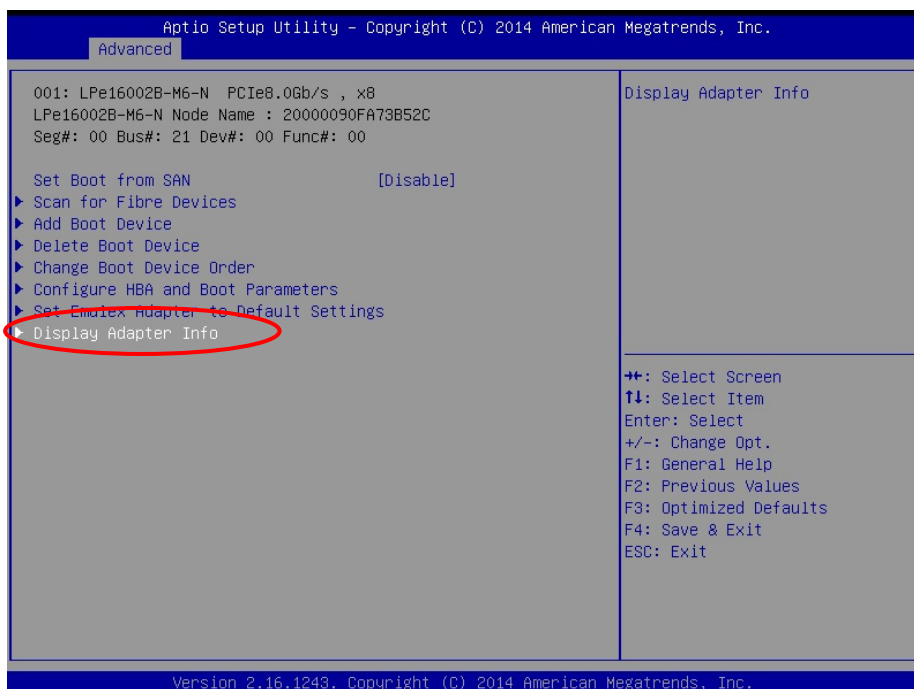 Aptio Setup Utility – Copyright (C) 2014 American Megatrends, Inc.
Advanced
001: LPe16002B-M6-N PCIe8.0Gb/s , x8
LPe16002B-M6-N Node Name : 20000090FA73B52C
Seg#: 00 Bus#: 21 Dev#: 00 Func#: 00
Set Boot from SAN [Disable]
Scan for Fibre Devices
Add Boot Device
Delete Boot Device
Change Boot Device Order
Configure HBA and Boot Parameters
Set Emulex Adapter to Default Settings
Display Adapter Info
Display Adapter Info
→←: Select Screen
↑↓: Select Item
Enter: Select
+/-: Change Opt.
F1: General Help
F2: Previous Values
F3: Optimized Defaults
F4: Save & Exit
ESC: Exit
Version 2.16.1243. Copyright (C) 2014 American Megatrends, Inc.